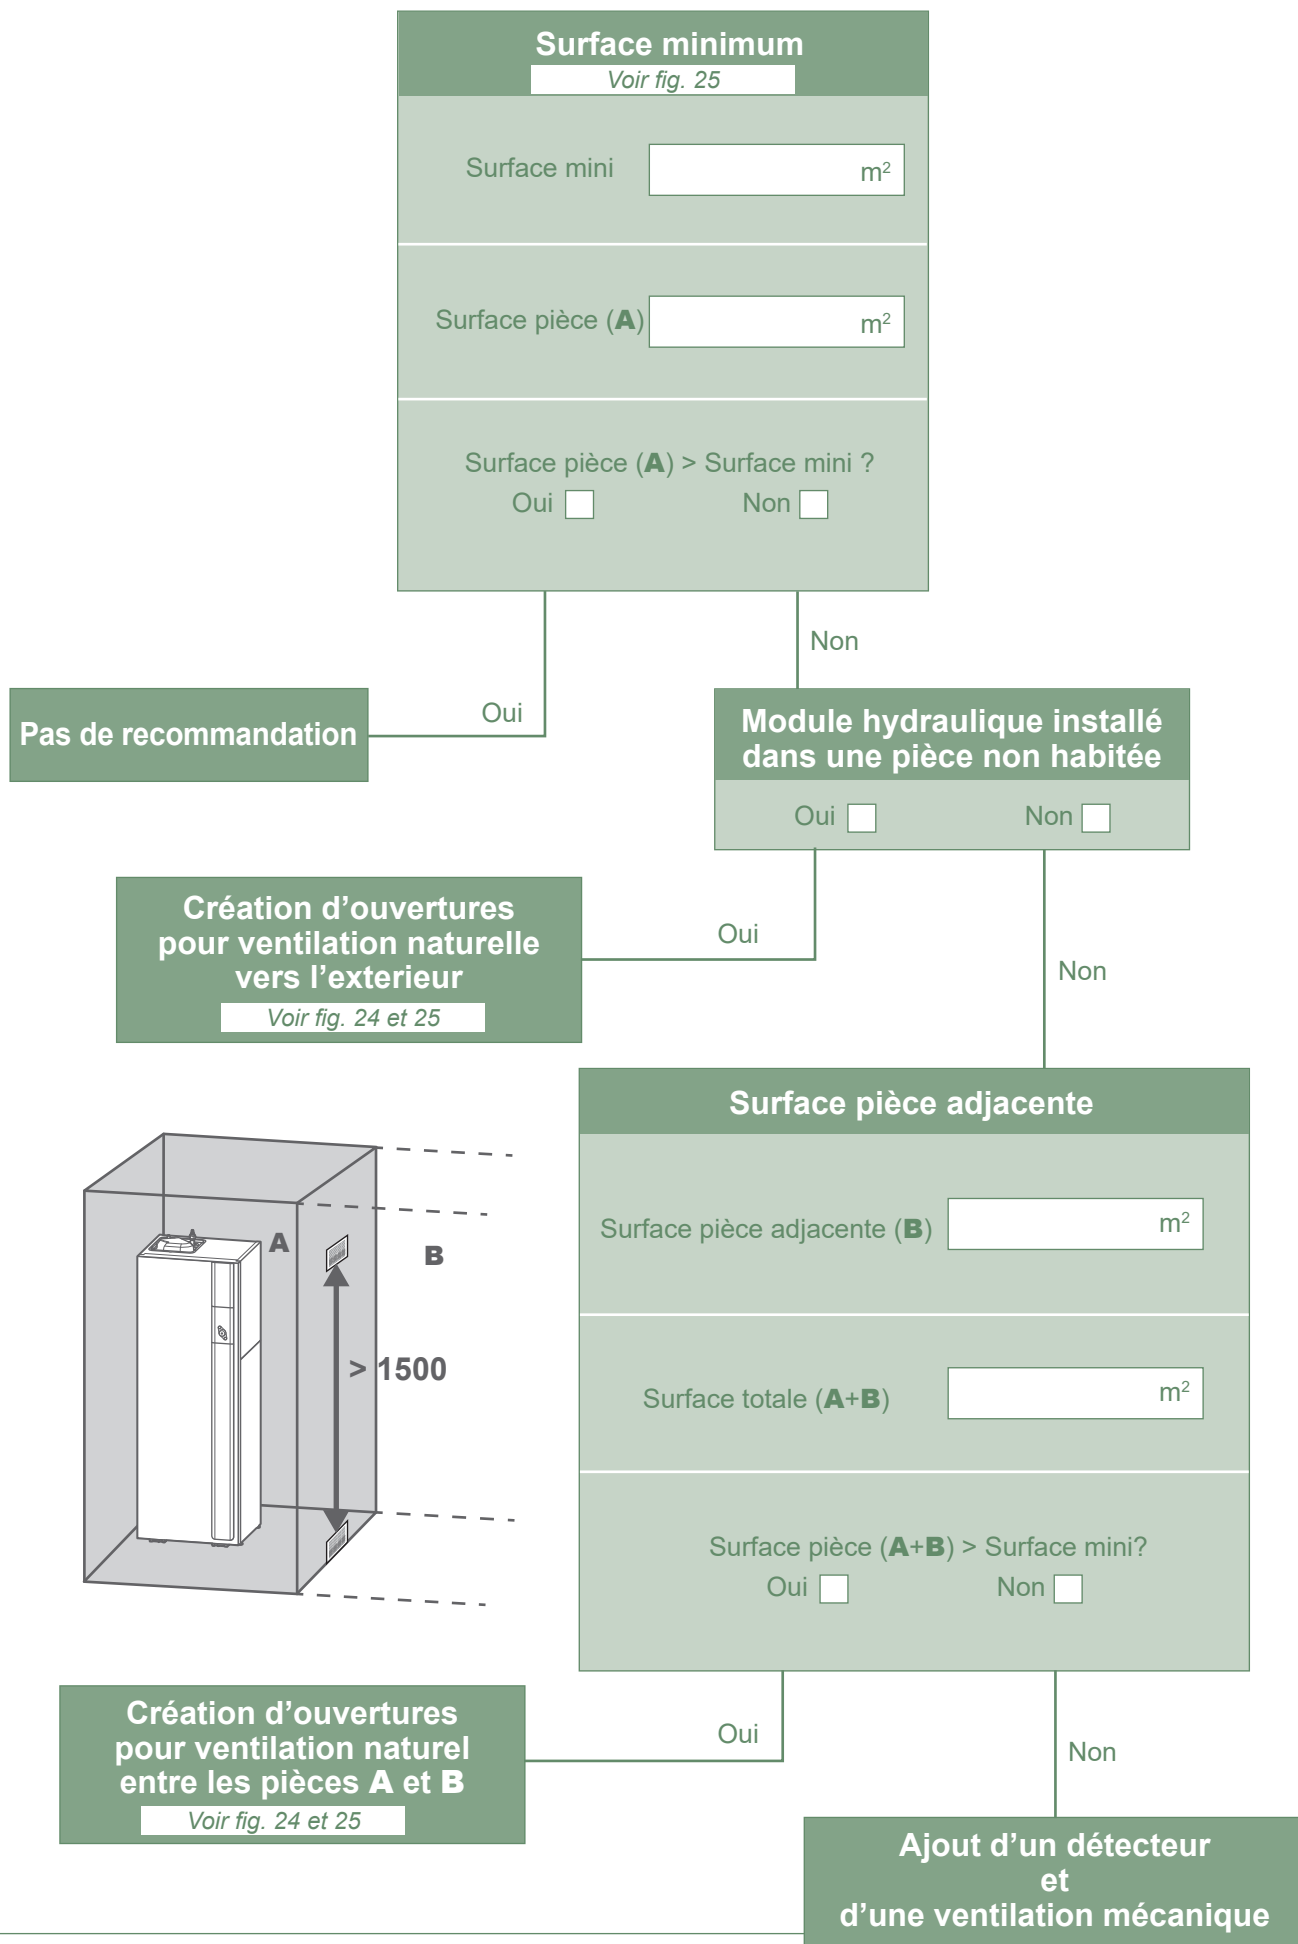 Surface minimum
Voir fig. 25
Surface mini
m²
Surface pièce (A)
m²
Surface pièce (A) > Surface mini ?
Oui
Non
Non
Oui
Pas de recommandation
Module hydraulique installé
dans une pièce non habitée
Oui
Non
Création d’ouvertures
pour ventilation naturelle
vers l’exterieur
Voir fig. 24 et 25
Oui
Non
Surface pièce adjacente
Surface pièce adjacente (B)
m²
Surface totale (A+B)
m²
Surface pièce (A+B) > Surface mini?
Oui
Non
A
B
> 1500
Création d’ouvertures
pour ventilation naturel
entre les pièces A et B
Voir fig. 24 et 25
Oui
Non
Ajout d’un détecteur
et
d’une ventilation mécanique